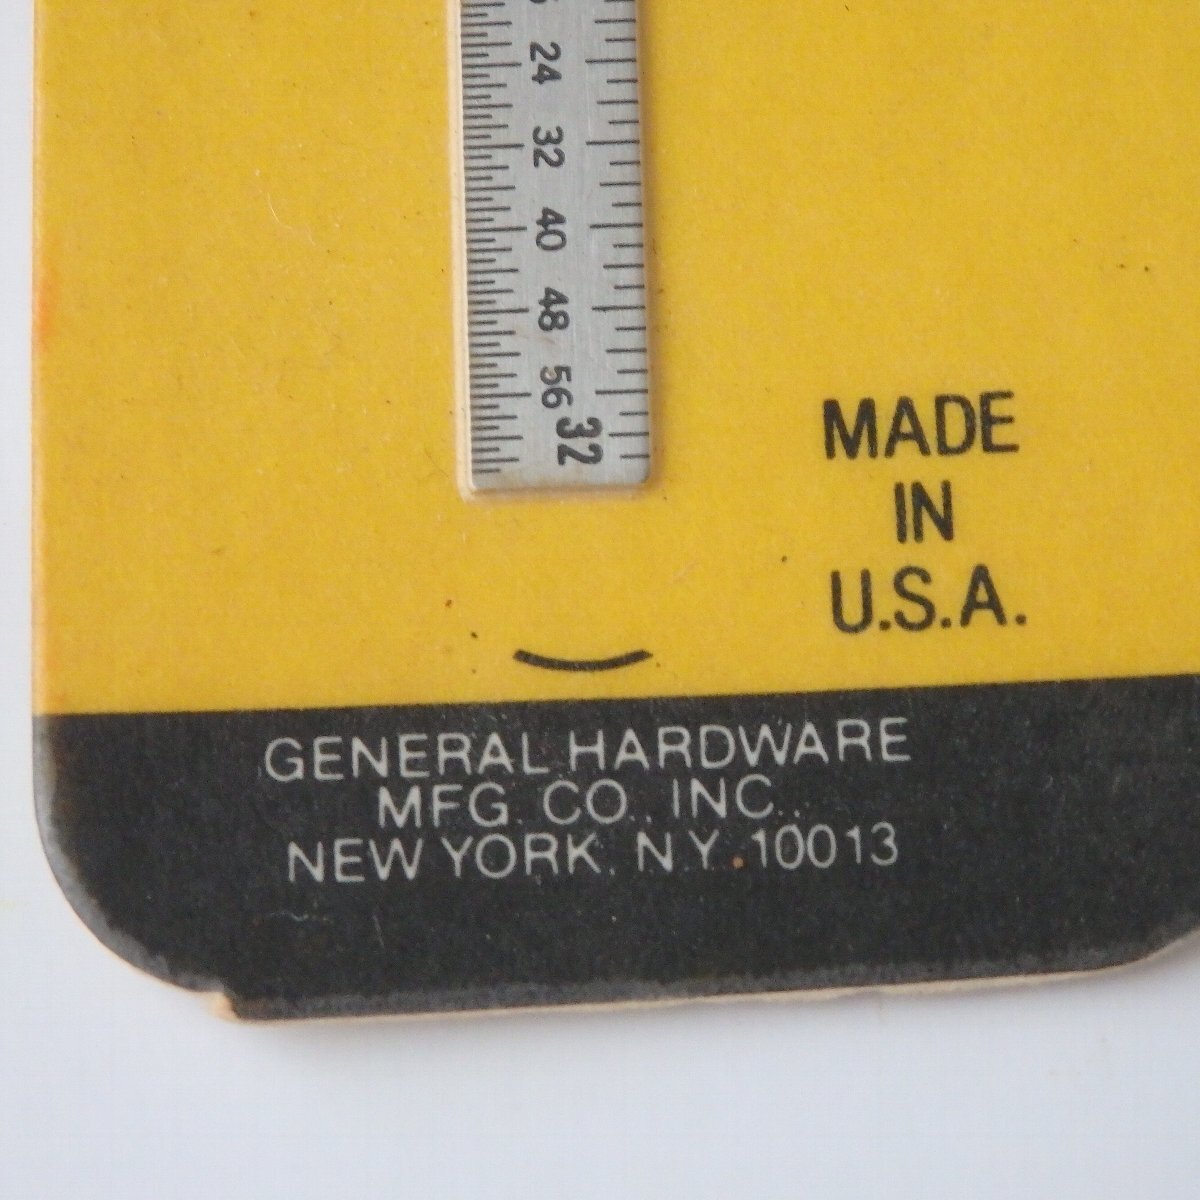 24
32
40
48
56
32
MADE
IN
U.S.A.
GENERAL HARDWARE
MFG. CO., INC.,
NEW YORK, N.Y. 10013